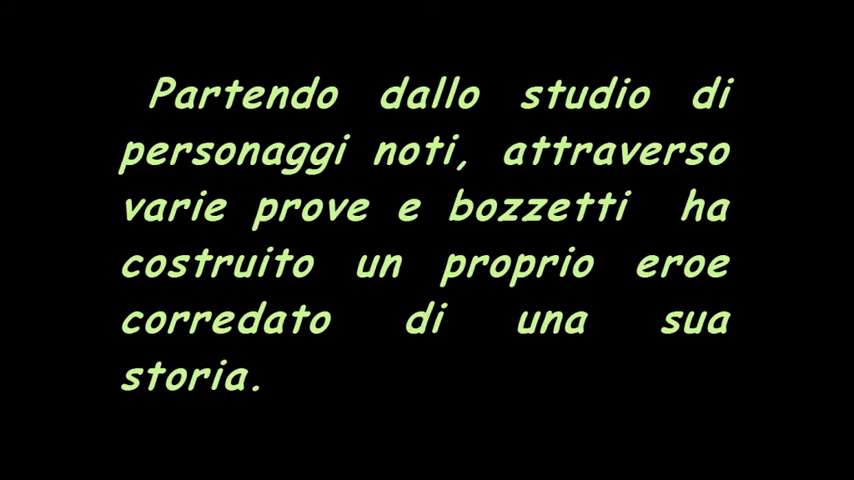 Partendo dallo studio di
personaggi noti, attraverso
varie prove e bozzetti ha
costruito un proprio eroe
corredato di una sua
storia.